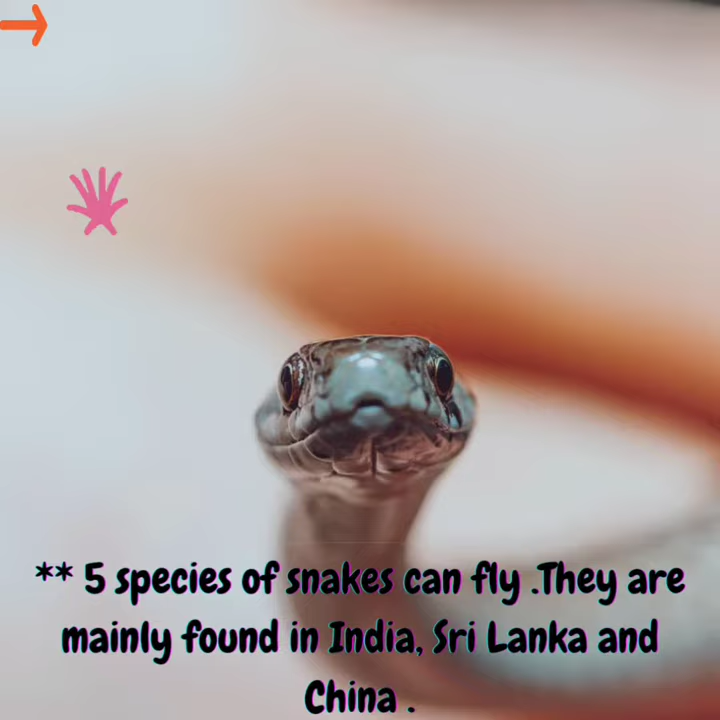 ** 5 species of snakes can fly .They are
mainly found in India, Sri Lanka and
China .